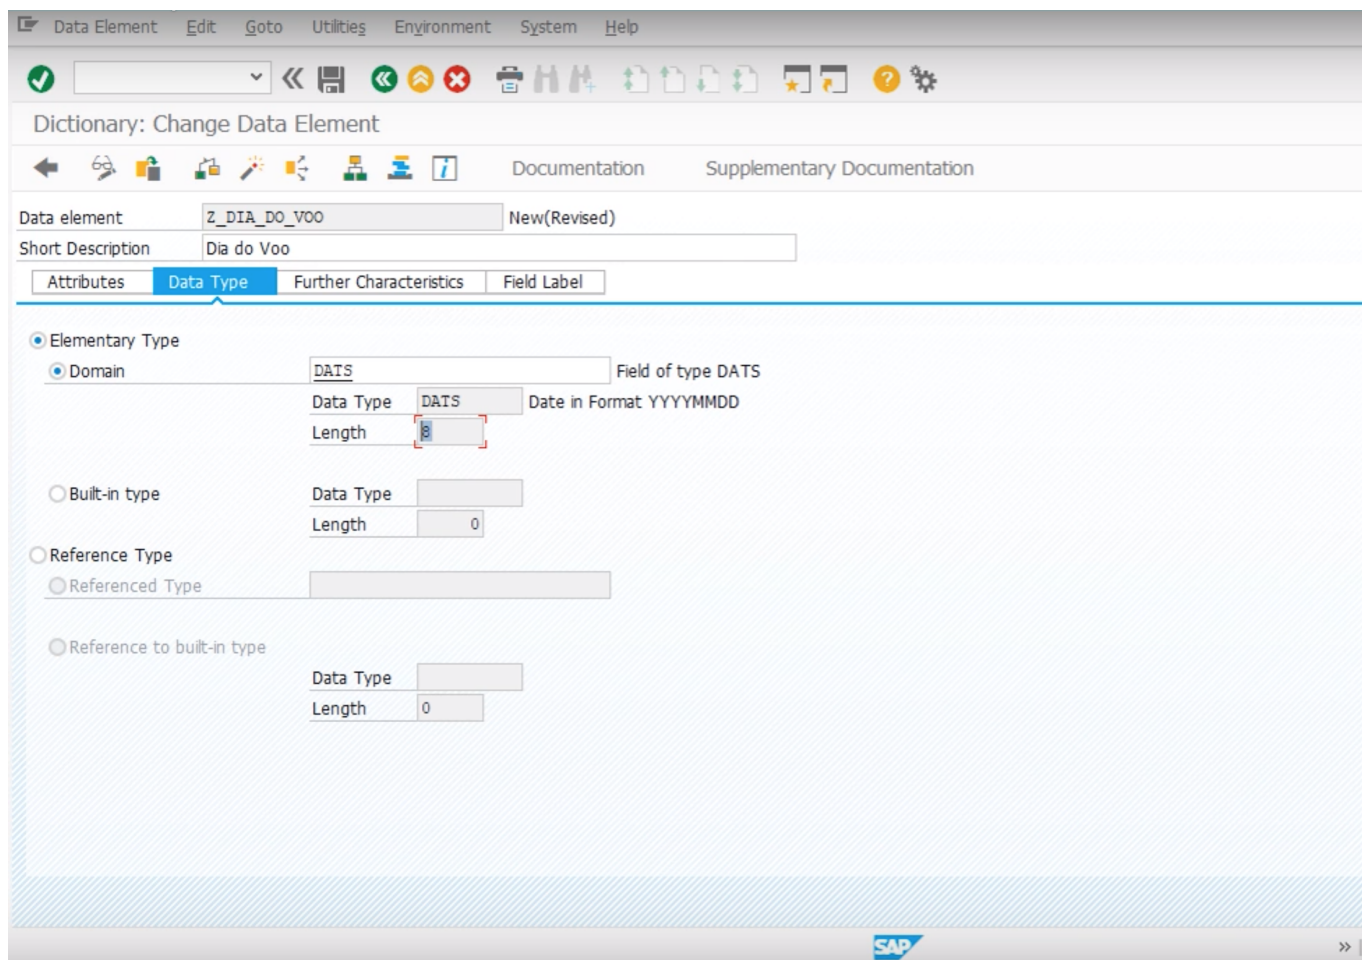 Data Element Edit Goto Utilities Environment System Help
Dictionary: Change Data Element
Documentation Supplementary Documentation
Data element Z_DIA_DO_VOO New(Revised)
Short Description Dia do Voo
Attributes Data Type Further Characteristics Field Label
Elementary Type
Domain DATS Field of type DATS
Data Type DATS Date in Format YYYYMMDD
Length 8
Built-in type Data Type
Length 0
Reference Type
Referenced Type
Reference to built-in type
Data Type
Length 0
SAP